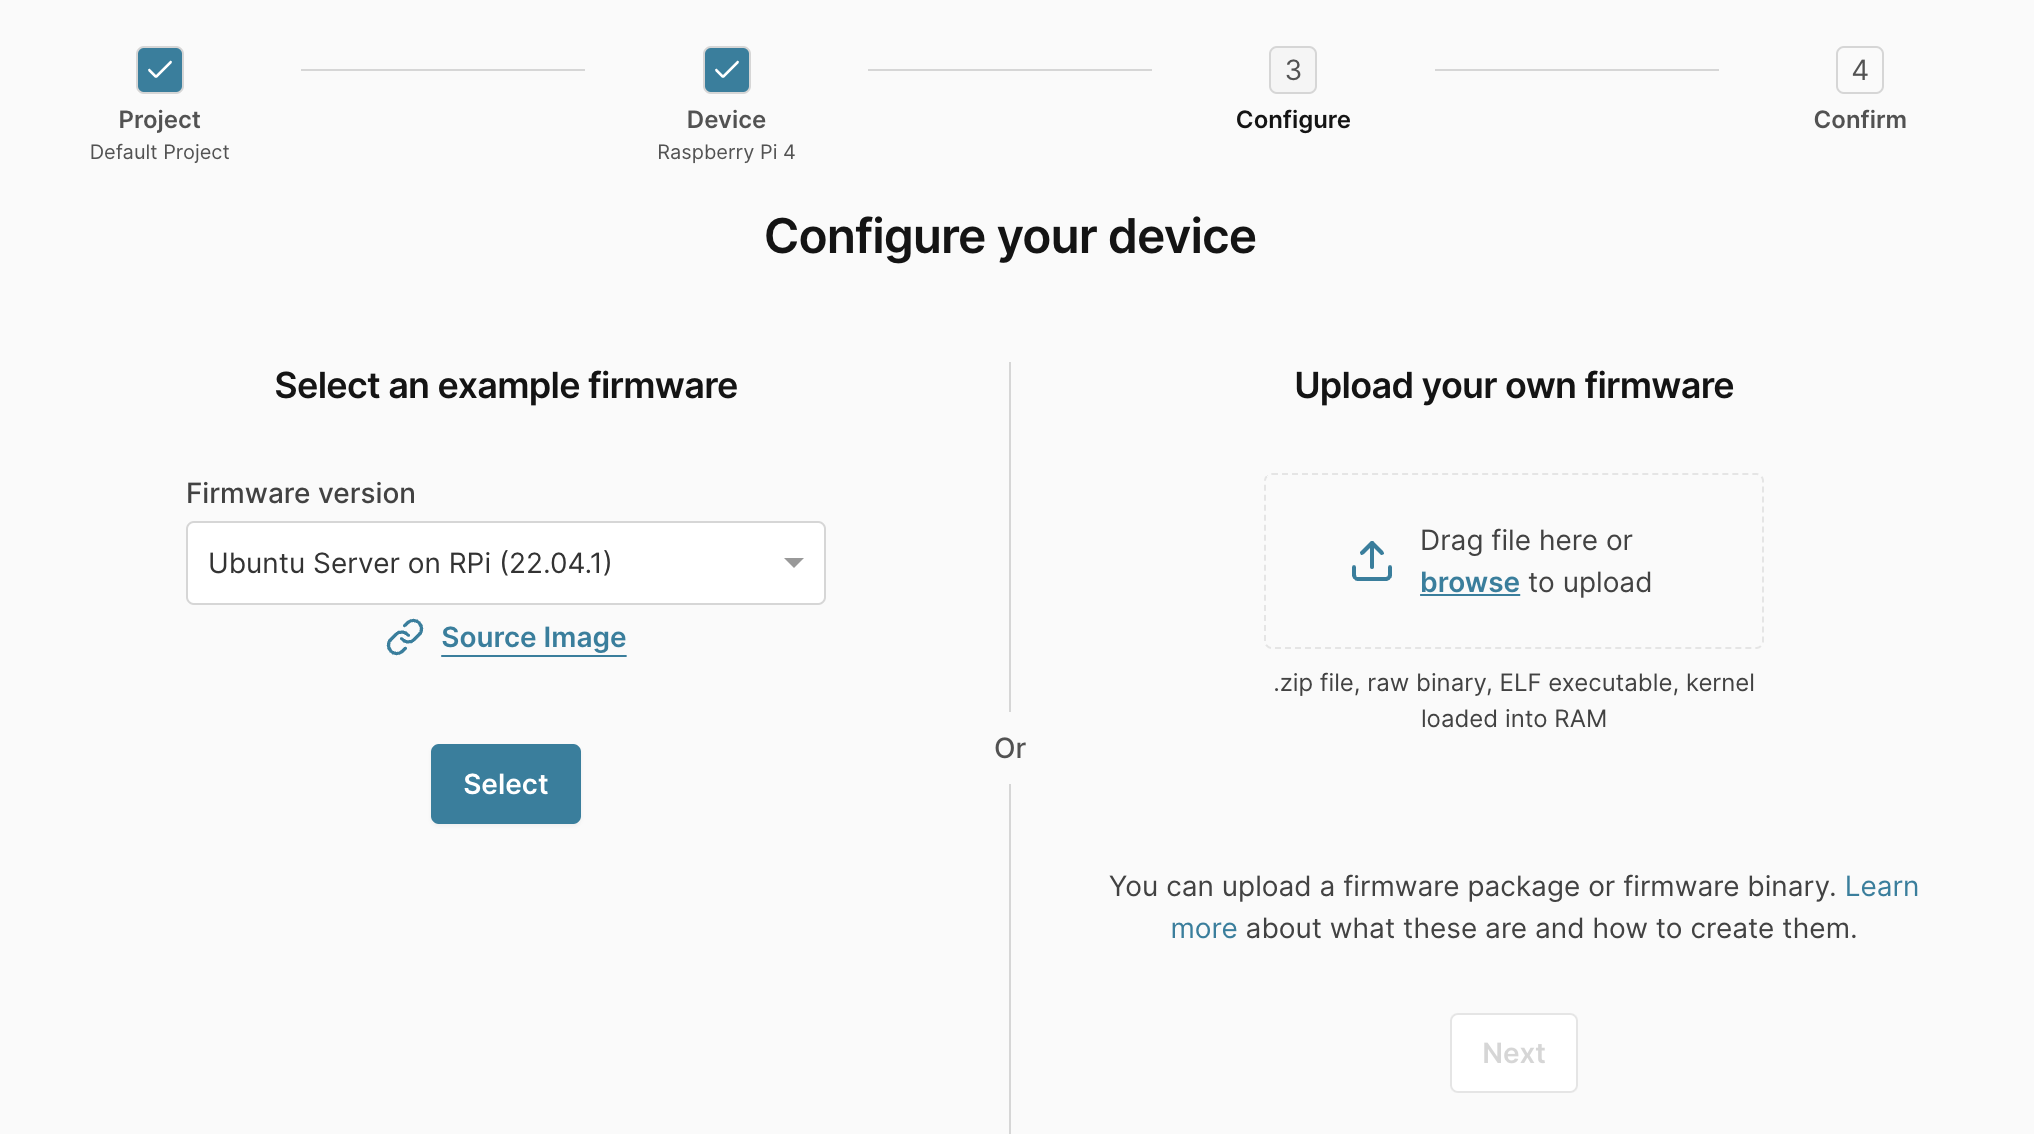 Project
Default Project
Device
Raspberry Pi 4
3
Configure
4
Confirm
Configure your device
Select an example firmware
Firmware version
Ubuntu Server on RPi (22.04.1)
Source Image
Select
Or
Upload your own firmware
Drag file here or
browse to upload
.zip file, raw binary, ELF executable, kernel
loaded into RAM
You can upload a firmware package or firmware binary. Learn
more about what these are and how to create them.
Next